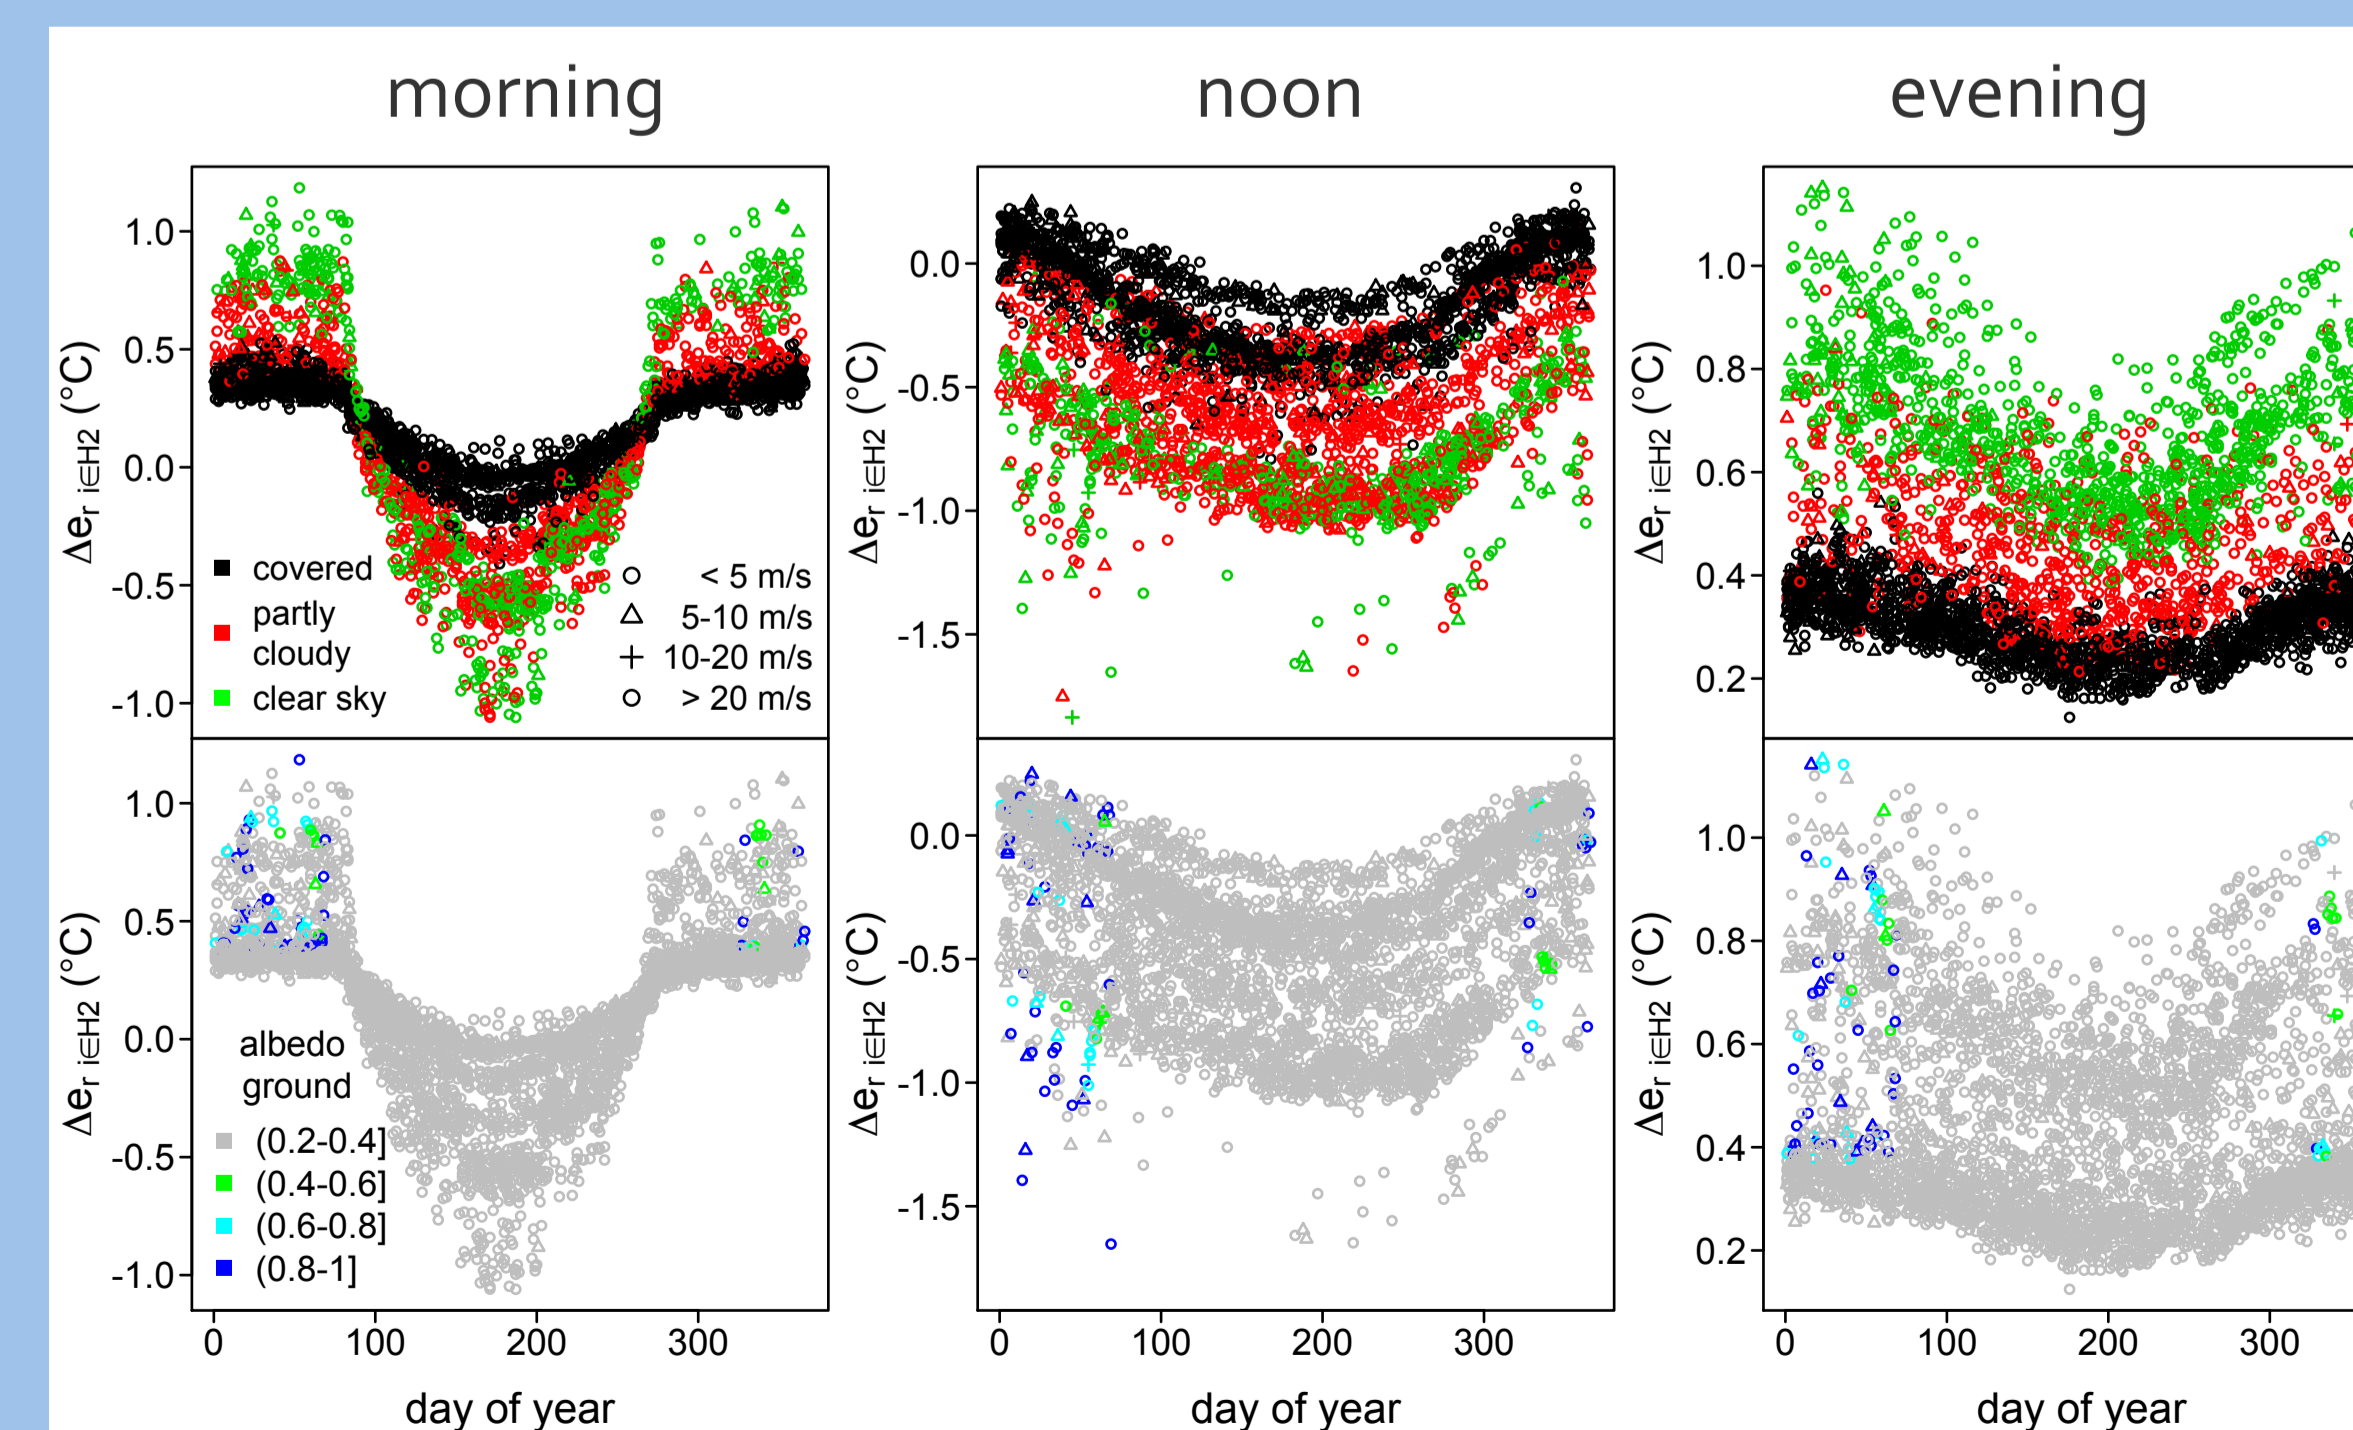 morning noon evening
1.0 0.5 0.0 -0.5 -1.0
Δer i∈H2 (°C)
covered
partly
cloudy
clear sky
< 5 m/s
5-10 m/s
10-20 m/s
> 20 m/s
0.0 -0.5 -1.0 -1.5
Δer i∈H2 (°C)
1.0 0.8 0.6 0.4 0.2
Δer i∈H2 (°C)
1.0 0.5 0.0 -0.5 -1.0
Δer i∈H2 (°C)
albedo
ground
(0.2-0.4]
(0.4-0.6]
(0.6-0.8]
(0.8-1]
0.0 -0.5 -1.0 -1.5
Δer i∈H2 (°C)
1.0 0.8 0.6 0.4 0.2
Δer i∈H2 (°C)
0 100 200 300 0 100 200 300 0 100 200 300
day of year day of year day of year